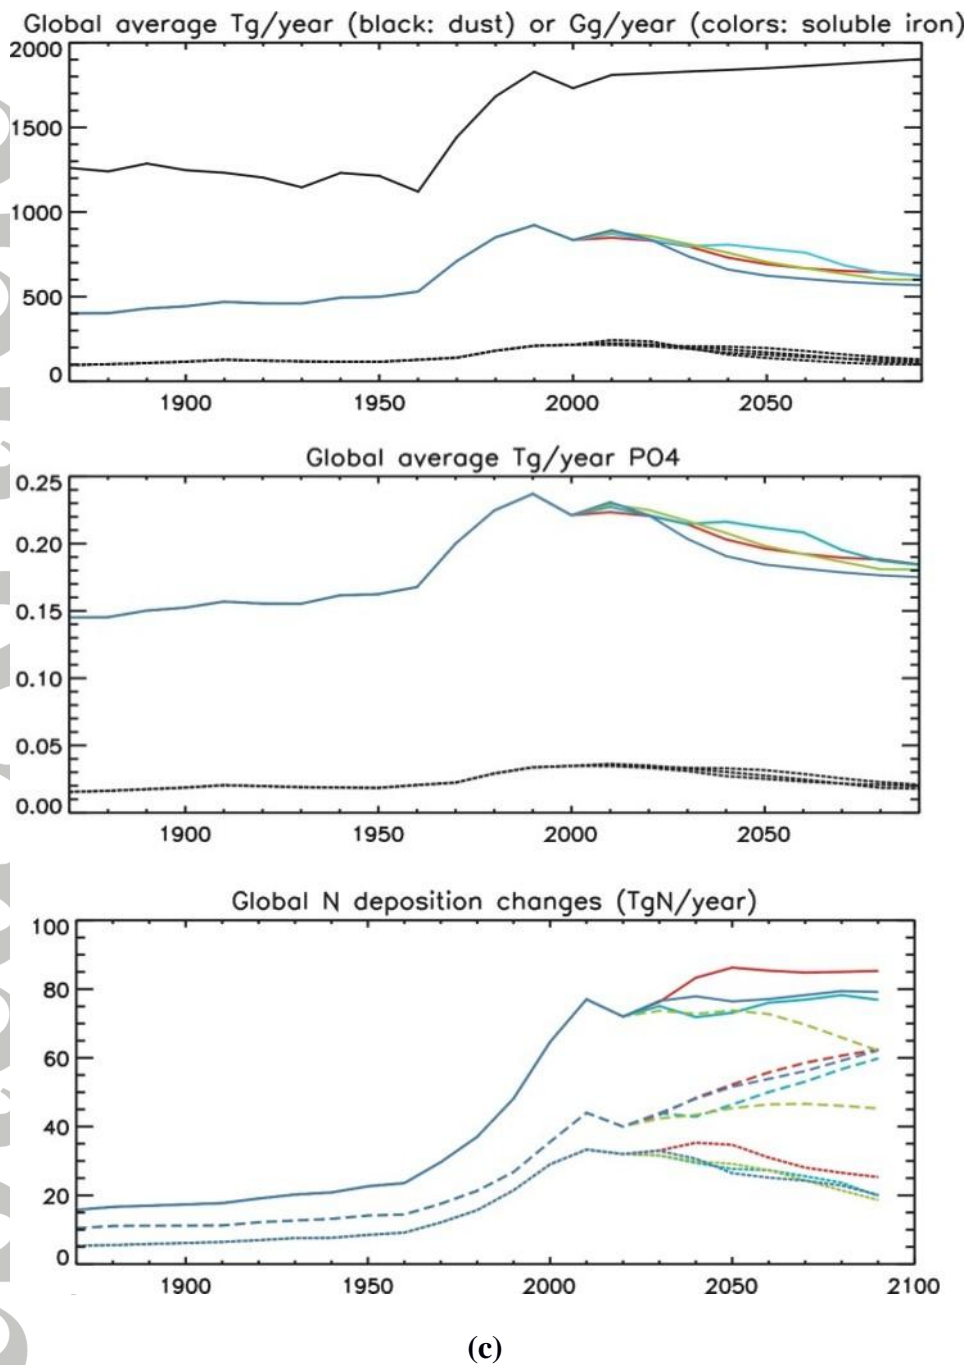 Global average Tg/year (black: dust) or Gg/year (colors: soluble iron)
2000
1500
1000
500
0
1900 1950 2000 2050
Global average Tg/year PO4
0.25
0.20
0.15
0.10
0.05
0.00
1900 1950 2000 2050
Global N deposition changes (TgN/year)
100
80
60
40
20
0
1900 1950 2000 2050 2100
(c)